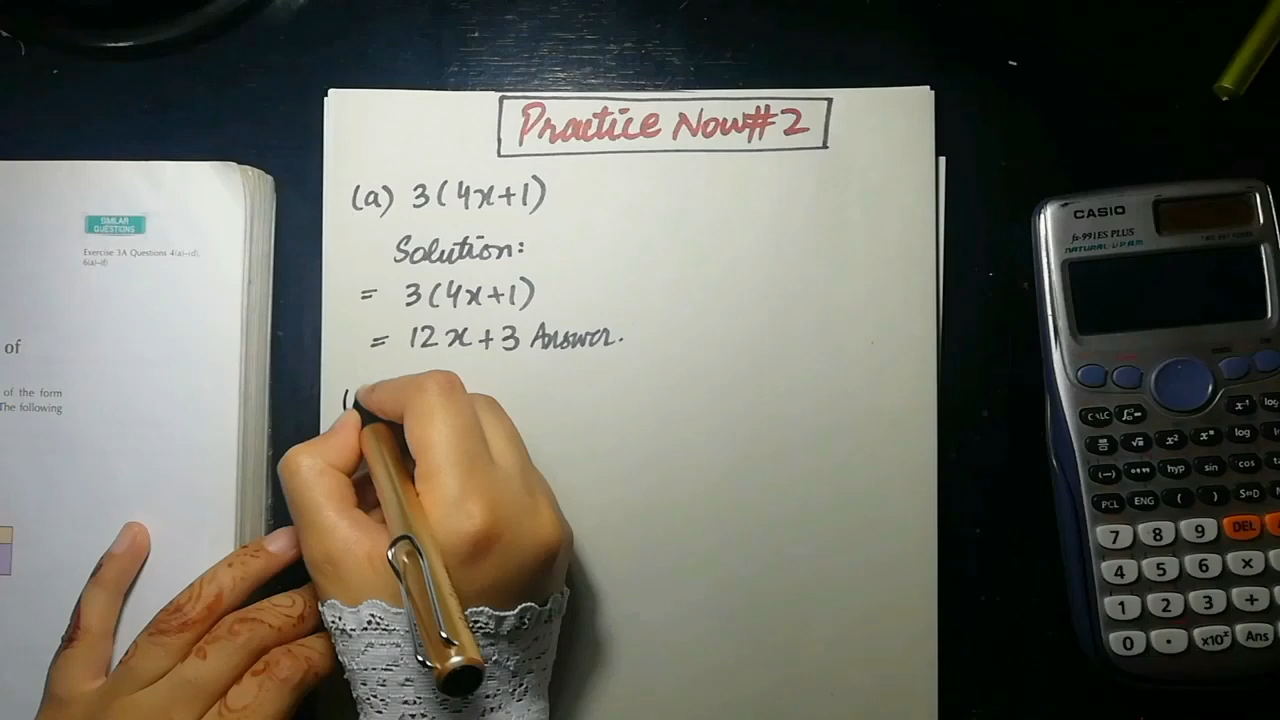 Practice Now#2
(a) 3(4x+1)
Solution:
= 3(4x+1)
= 12x+3 Answer.
(
SIMILAR
QUESTIONS
Exercise 3A Questions 4(a)-(d),
6(a)-(f)
of
of the form
The following
CASIO
fx-991ES PLUS
NATURAL-V.P.A.M.
CALC
x² log
(-) hyp sin cos
RCL ENG ( ) S⇔D
7 8 9 DEL
4 5 6 ×
1 2 3 +
0 . ×10ˣ Ans